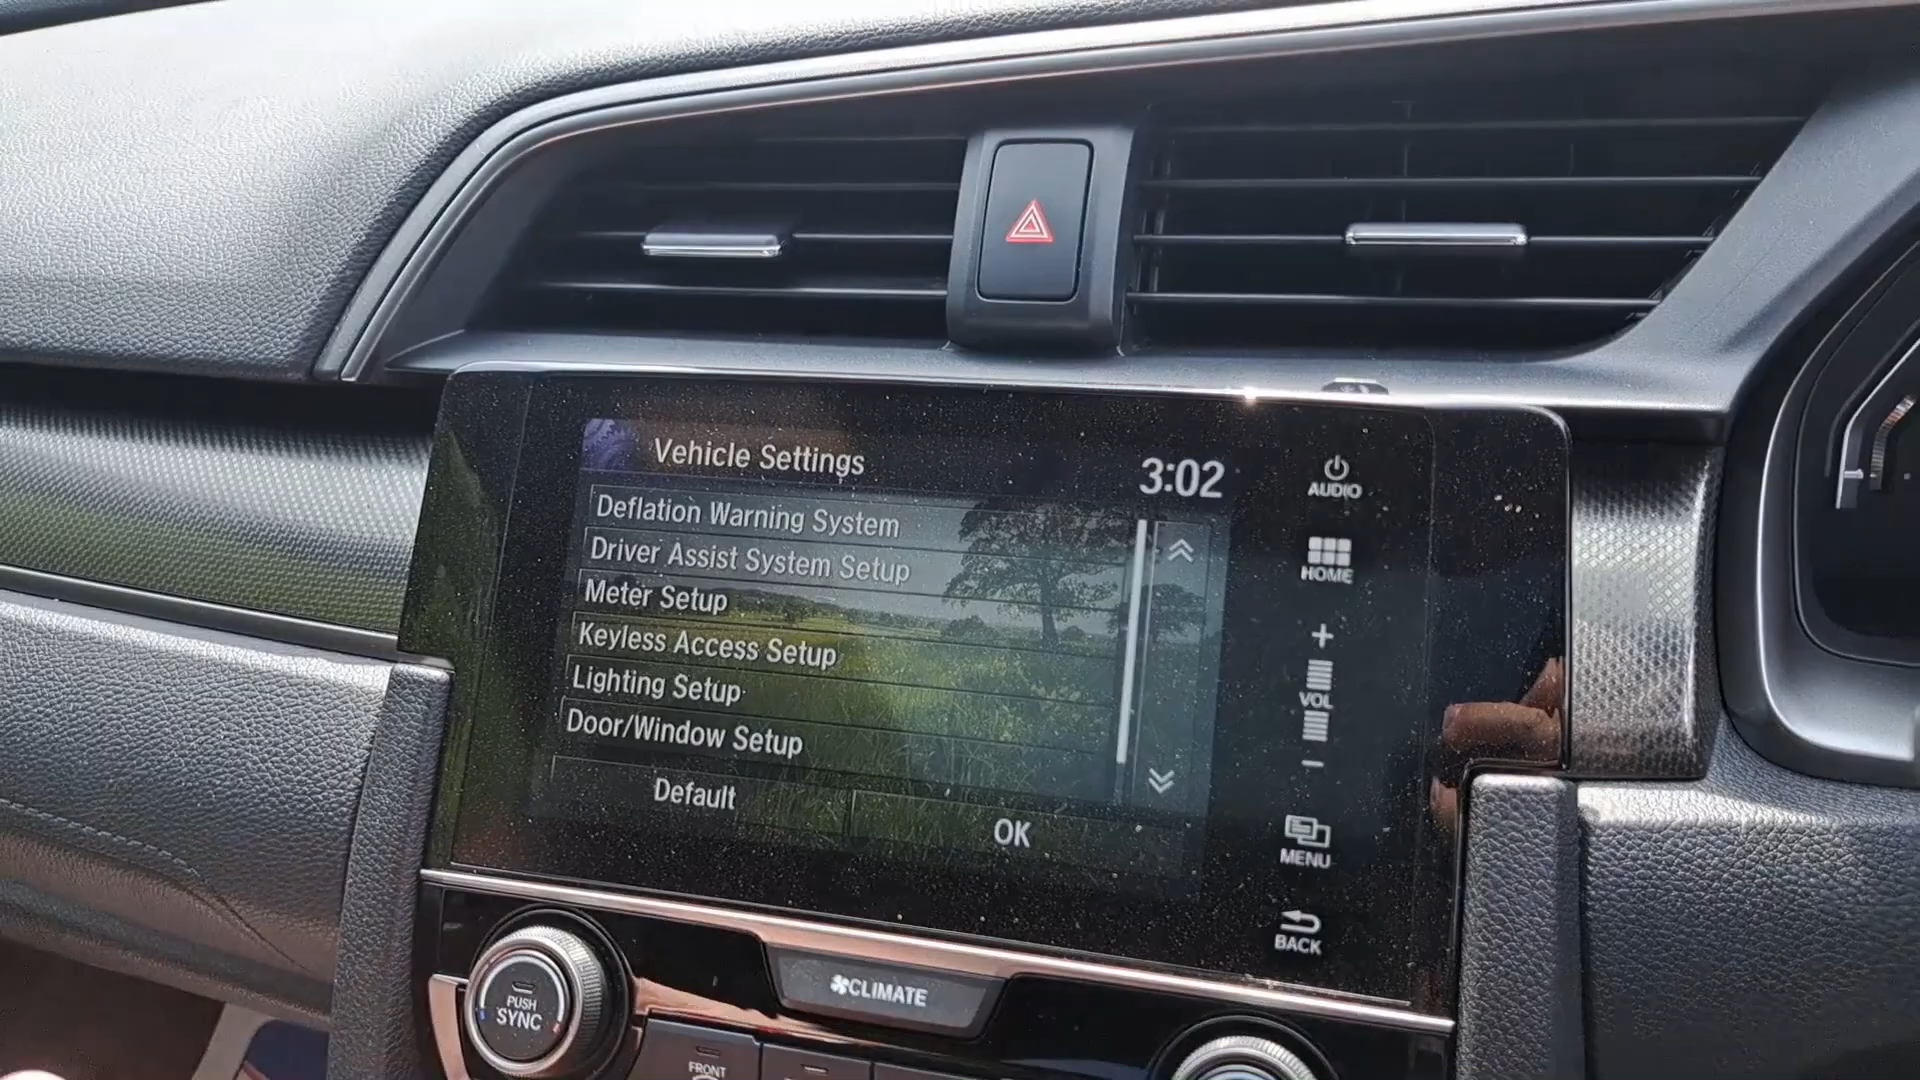 Vehicle Settings
3:02
Deflation Warning System
Driver Assist System Setup
Meter Setup
Keyless Access Setup
Lighting Setup
Door/Window Setup
Default
OK
AUDIO
HOME
+
VOL
-
MENU
BACK
CLIMATE
PUSH
SYNC
FRONT